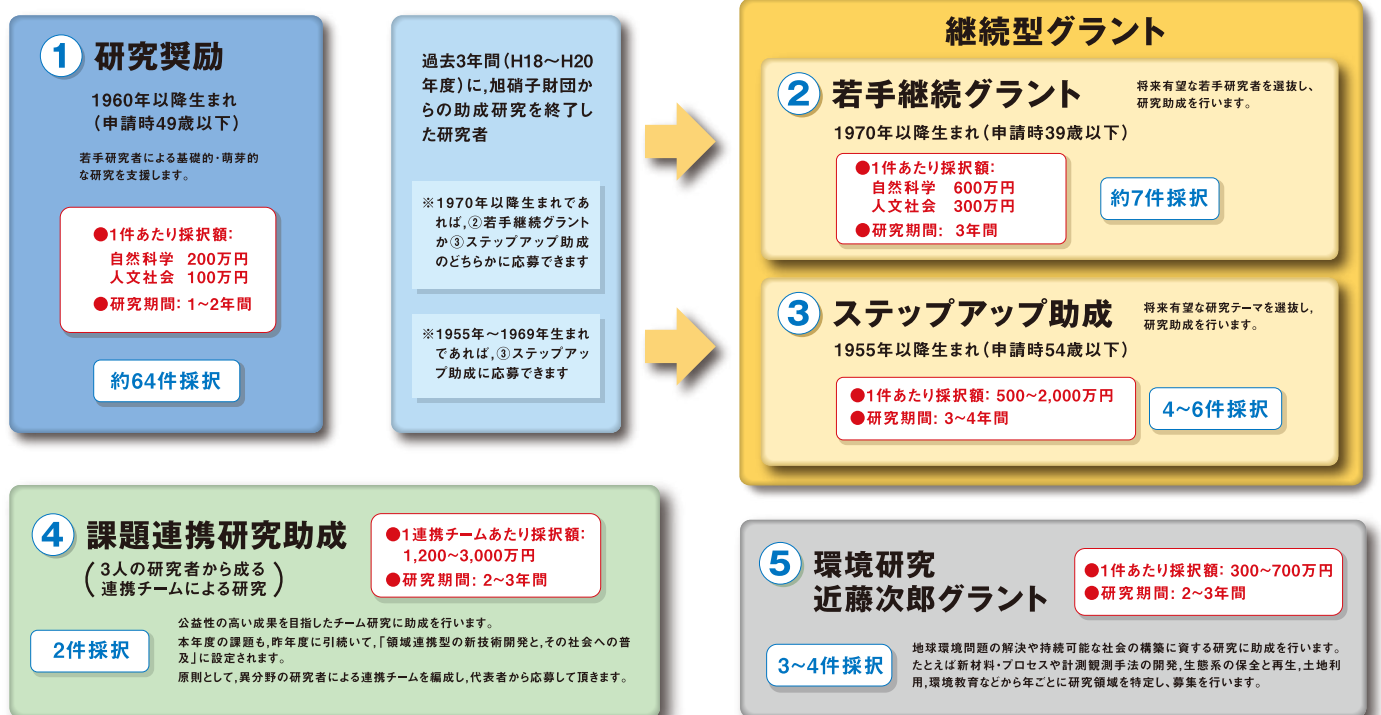 ① 研究奨励
1960年以降生まれ
(申請時49歳以下)
若手研究者による基礎的・萌芽的
な研究を支援します。
●1件あたり採択額:
自然科学 200万円
人文社会 100万円
●研究期間: 1~2年間
約64件採択
過去3年間(H18〜H20
年度)に,旭硝子財団か
らの助成研究を終了し
た研究者
※1970年以降生まれであ
れば,②若手継続グラント
か③ステップアップ助成
のどちらかに応募できます
※1955年〜1969年生まれ
であれば,③ステップアッ
プ助成に応募できます
継続型グラント
② 若手継続グラント
将来有望な若手研究者を選抜し、
研究助成を行います。
1970年以降生まれ(申請時39歳以下)
●1件あたり採択額:
自然科学 600万円
人文社会 300万円
●研究期間: 3年間
約7件採択
③ ステップアップ助成
将来有望な研究テーマを選抜し,
研究助成を行います。
1955年以降生まれ(申請時54歳以下)
●1件あたり採択額: 500~2,000万円
●研究期間: 3~4年間
4~6件採択
④ 課題連携研究助成
(3人の研究者から成る
連携チームによる研究)
●1連携チームあたり採択額:
1,200~3,000万円
●研究期間: 2~3年間
2件採択
公益性の高い成果を目指したチーム研究に助成を行います。
本年度の課題も,昨年度に引続いて,「領域連携型の新技術開発と,その社会への普
及」に設定されます。
原則として,異分野の研究者による連携チームを編成し,代表者から応募して頂きます。
⑤ 環境研究
近藤次郎グラント
●1件あたり採択額: 300~700万円
●研究期間: 2~3年間
3~4件採択
地球環境問題の解決や持続可能な社会の構築に資する研究に助成を行います。
たとえば新材料・プロセスや計測観測手法の開発,生態系の保全と再生,土地利
用,環境教育などから年ごとに研究領域を特定し、募集を行います。